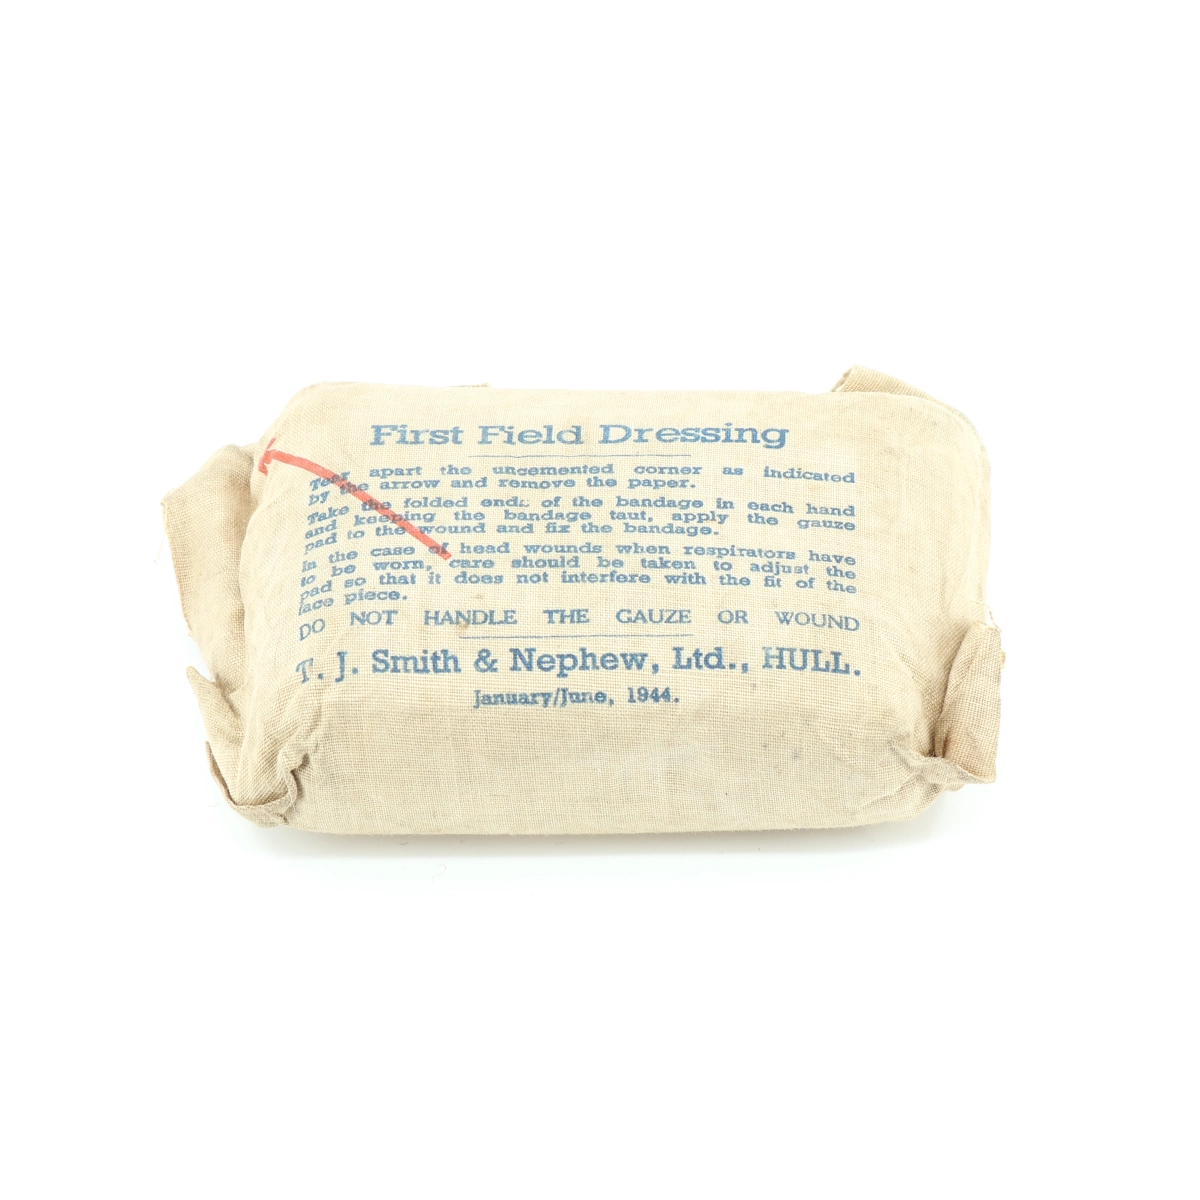 First Field Dressing
Tear apart the uncemented corner as indicated
by the arrow and remove the paper.
Take the folded ends of the bandage in each hand
and keeping the bandage taut, apply the gauze
pad to the wound and fix the bandage.
In the case of head wounds when respirators have
to be worn, care should be taken to adjust the
pad so that it does not interfere with the fit of the
face piece.
DO NOT HANDLE THE GAUZE OR WOUND
T. J. Smith & Nephew, Ltd., HULL.
January/June, 1944.